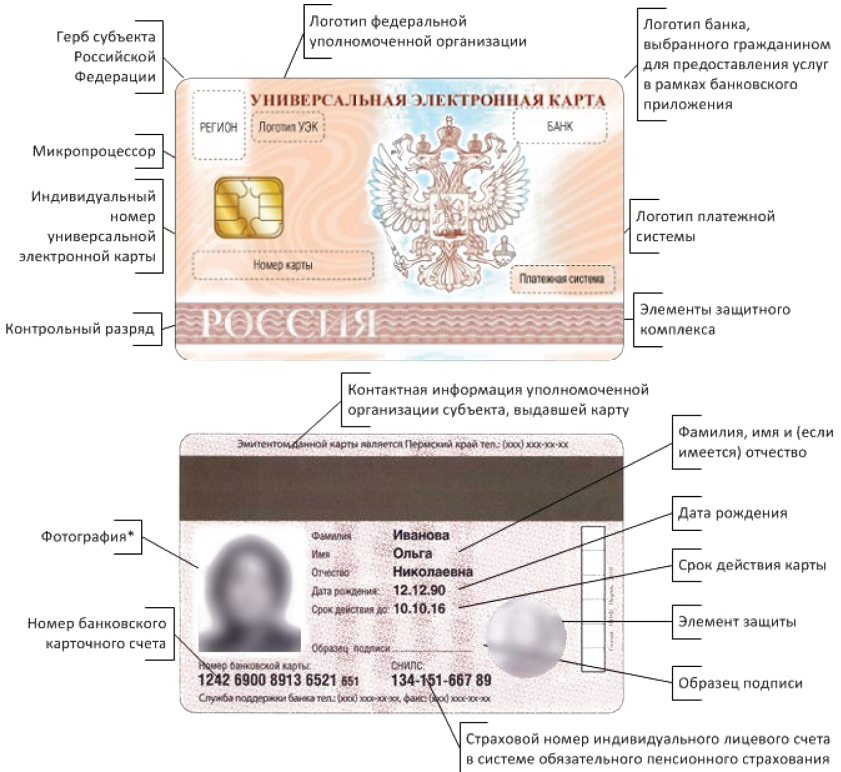 Герб субъекта
Российской
Федерации
Логотип федеральной
уполномоченной организации
Логотип банка,
выбранного гражданином
для предоставления услуг
в рамках банковского
приложения
УНИВЕРСАЛЬНАЯ ЭЛЕКТРОННАЯ КАРТА
РЕГИОН
Логотип УЭК
БАНК
Микропроцессор
Индивидуальный
номер
универсальной
электронной карты
Логотип платежной
системы
Номер карты
Платежная система
Контрольный разряд
РОССИЯ
Элементы защитного
комплекса
Контактная информация уполномоченной
организации субъекта, выдавшей карту
Эмитентом данной карты является Пермский край тел.: (xxx) xxx-xx-xx
Фамилия, имя и (если
имеется) отчество
Дата рождения
Срок действия карты
Элемент защиты
Образец подписи
Фотография*
Номер банковского
карточного счета
Фамилия Иванова
Имя Ольга
Отчество Николаевна
Дата рождения: 12.12.90
Срок действия до: 10.10.16
Образец подписи
Номер банковской карты: СНИЛС:
1242 6900 8913 6521 651 134-151-667 89
Служба поддержки банка тел.: (xxx) xxx-xx-xx, факс: (xxx) xxx-xx-xx
Страховой номер индивидуального лицевого счета
в системе обязательного пенсионного страхования